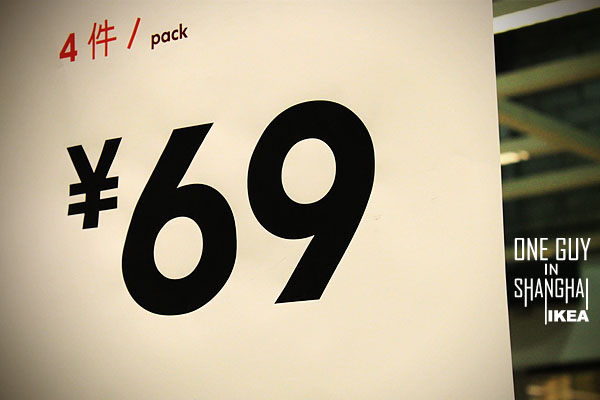 4 件 / pack
¥69
ONE GUY
IN
SHANGHAI
IKEA